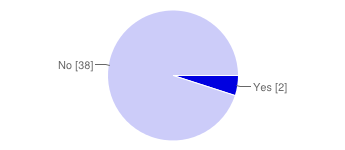 No [38]
Yes [2]